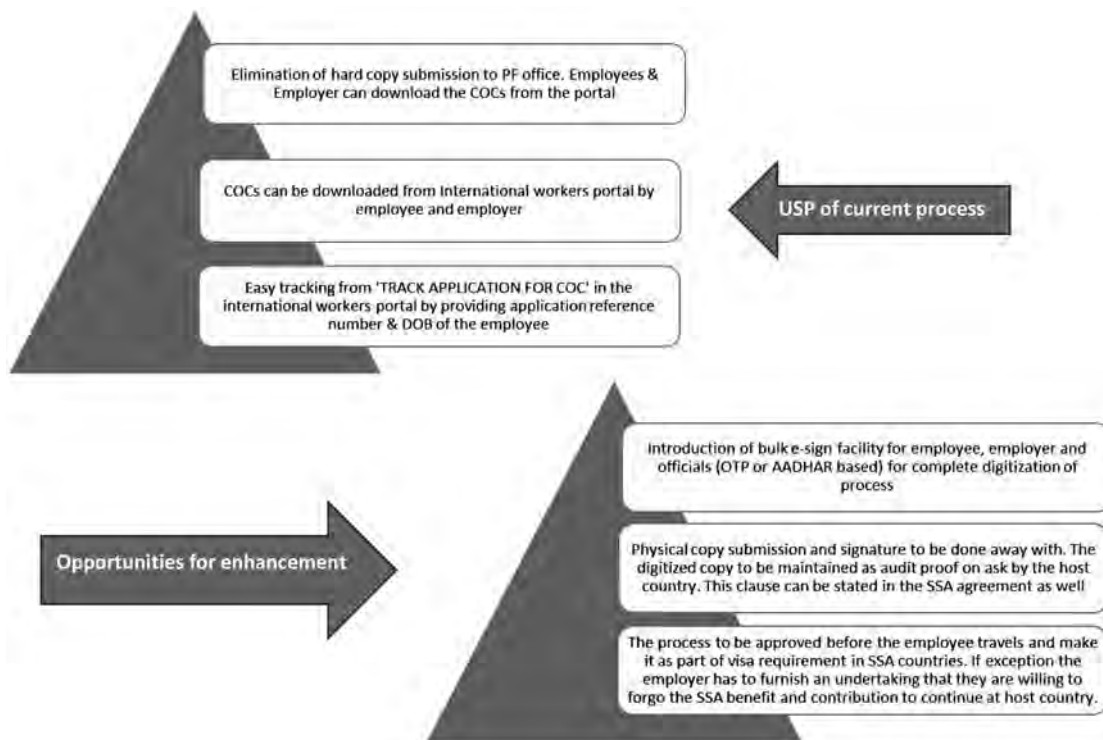 Elimination of hard copy submission to PF office. Employees &
Employer can download the COCs from the portal
COCs can be downloaded from International workers portal by
employee and employer
USP of current process
Easy tracking from 'TRACK APPLICATION FOR COC' in the
international workers portal by providing application reference
number & DOB of the employee
Introduction of bulk e-sign facility for employee, employer and
officials (OTP or AADHAR based) for complete digitization of
process
Opportunities for enhancement
Physical copy submission and signature to be done away with. The
digitized copy to be maintained as audit proof on ask by the host
country. This clause can be stated in the SSA agreement as well
The process to be approved before the employee travels and make
it as part of visa requirement in SSA countries. If exception the
employer has to furnish an undertaking that they are willing to
forgo the SSA benefit and contribution to continue at host country.